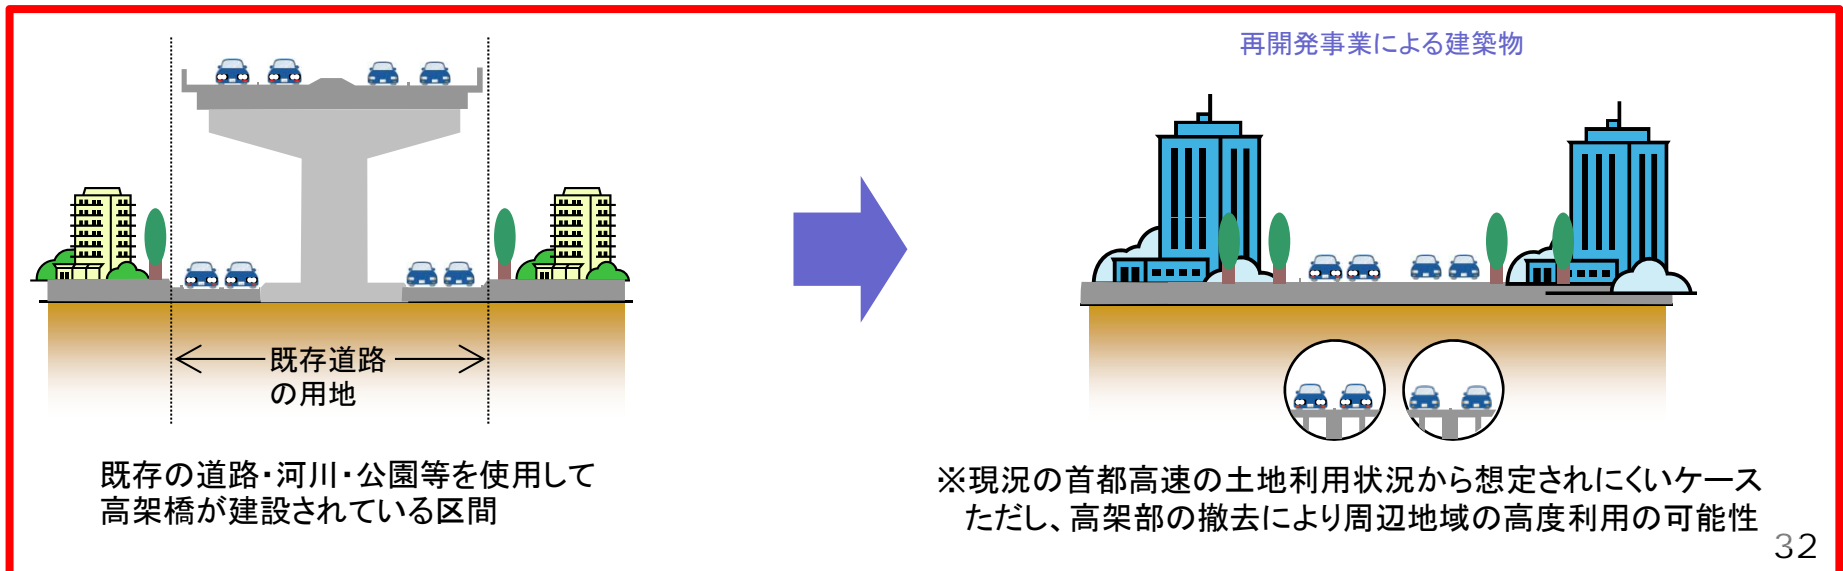 再開発事業による建築物
既存道路
の用地
既存の道路・河川・公園等を使用して
高架橋が建設されている区間
※現況の首都高速の土地利用状況から想定されにくいケース
ただし、高架部の撤去により周辺地域の高度利用の可能性
32